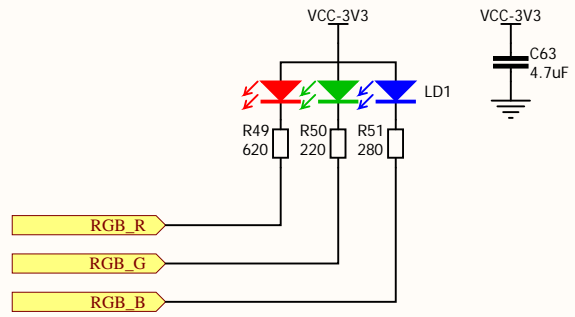 VCC-3V3
VCC-3V3
C63
4.7uF
LD1
R49
620
R50
220
R51
280
RGB_R
RGB_G
RGB_B